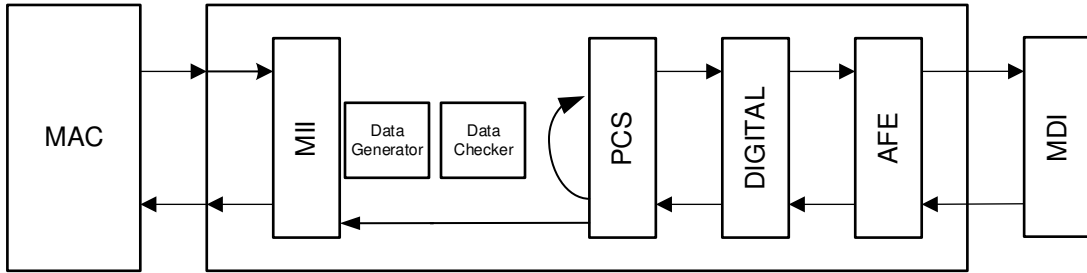 MAC
MII
Data
Generator
Data
Checker
PCS
DIGITAL
AFE
MDI